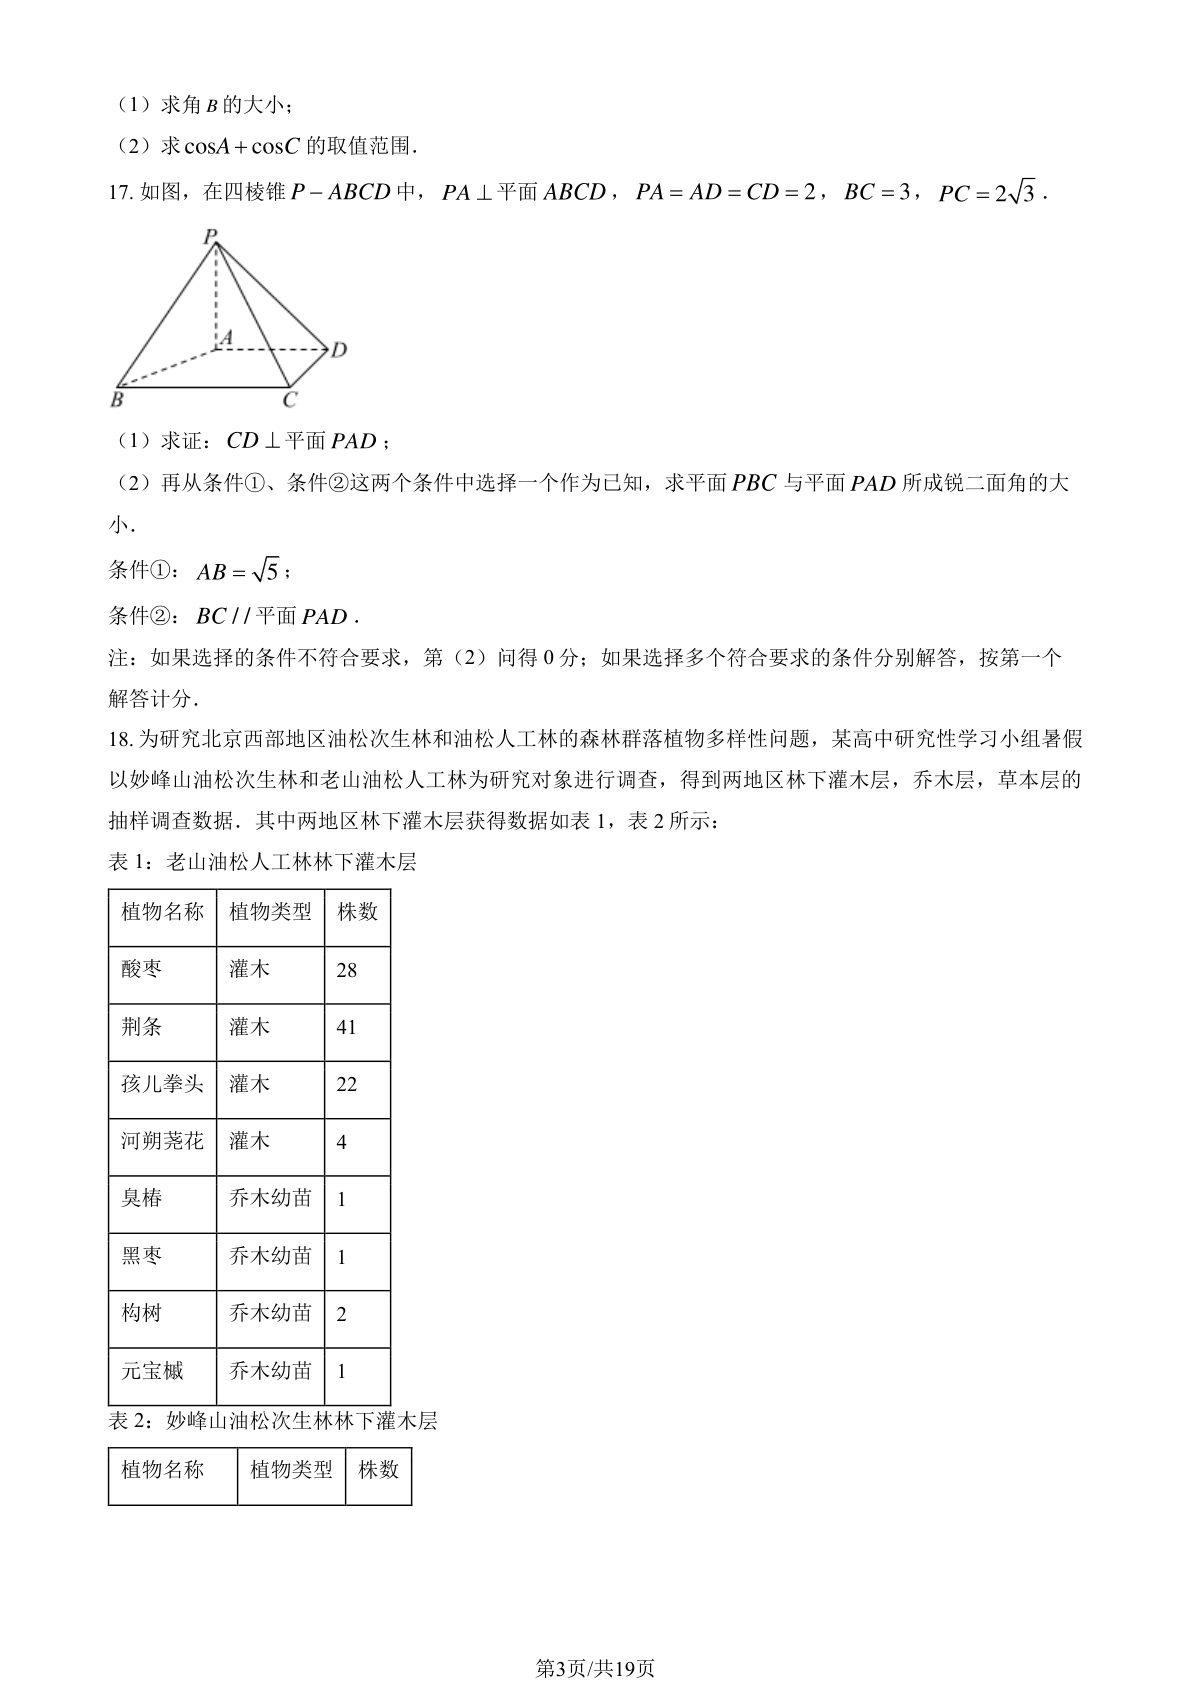 （1）求角B的大小；
（2）求cosA+cosC的取值范围．
17. 如图，在四棱锥P−ABCD中，PA⊥平面ABCD，PA=AD=CD=2，BC=3，PC=2√3．
P
A
D
B
C
（1）求证：CD⊥平面PAD；
（2）再从条件①、条件②这两个条件中选择一个作为已知，求平面PBC与平面PAD所成锐二面角的大
小．
条件①：AB=√5；
条件②：BC//平面PAD．
注：如果选择的条件不符合要求，第（2）问得0分；如果选择多个符合要求的条件分别解答，按第一个
解答计分．
18. 为研究北京西部地区油松次生林和油松人工林的森林群落植物多样性问题，某高中研究性学习小组暑假
以妙峰山油松次生林和老山油松人工林为研究对象进行调查，得到两地区林下灌木层，乔木层，草本层的
抽样调查数据．其中两地区林下灌木层获得数据如表1，表2所示：
表1：老山油松人工林林下灌木层
植物名称 植物类型 株数
酸枣 灌木 28
荆条 灌木 41
孩儿拳头 灌木 22
河朔荛花 灌木 4
臭椿 乔木幼苗 1
黑枣 乔木幼苗 1
构树 乔木幼苗 2
元宝槭 乔木幼苗 1
表2：妙峰山油松次生林林下灌木层
植物名称 植物类型 株数
第3页/共19页